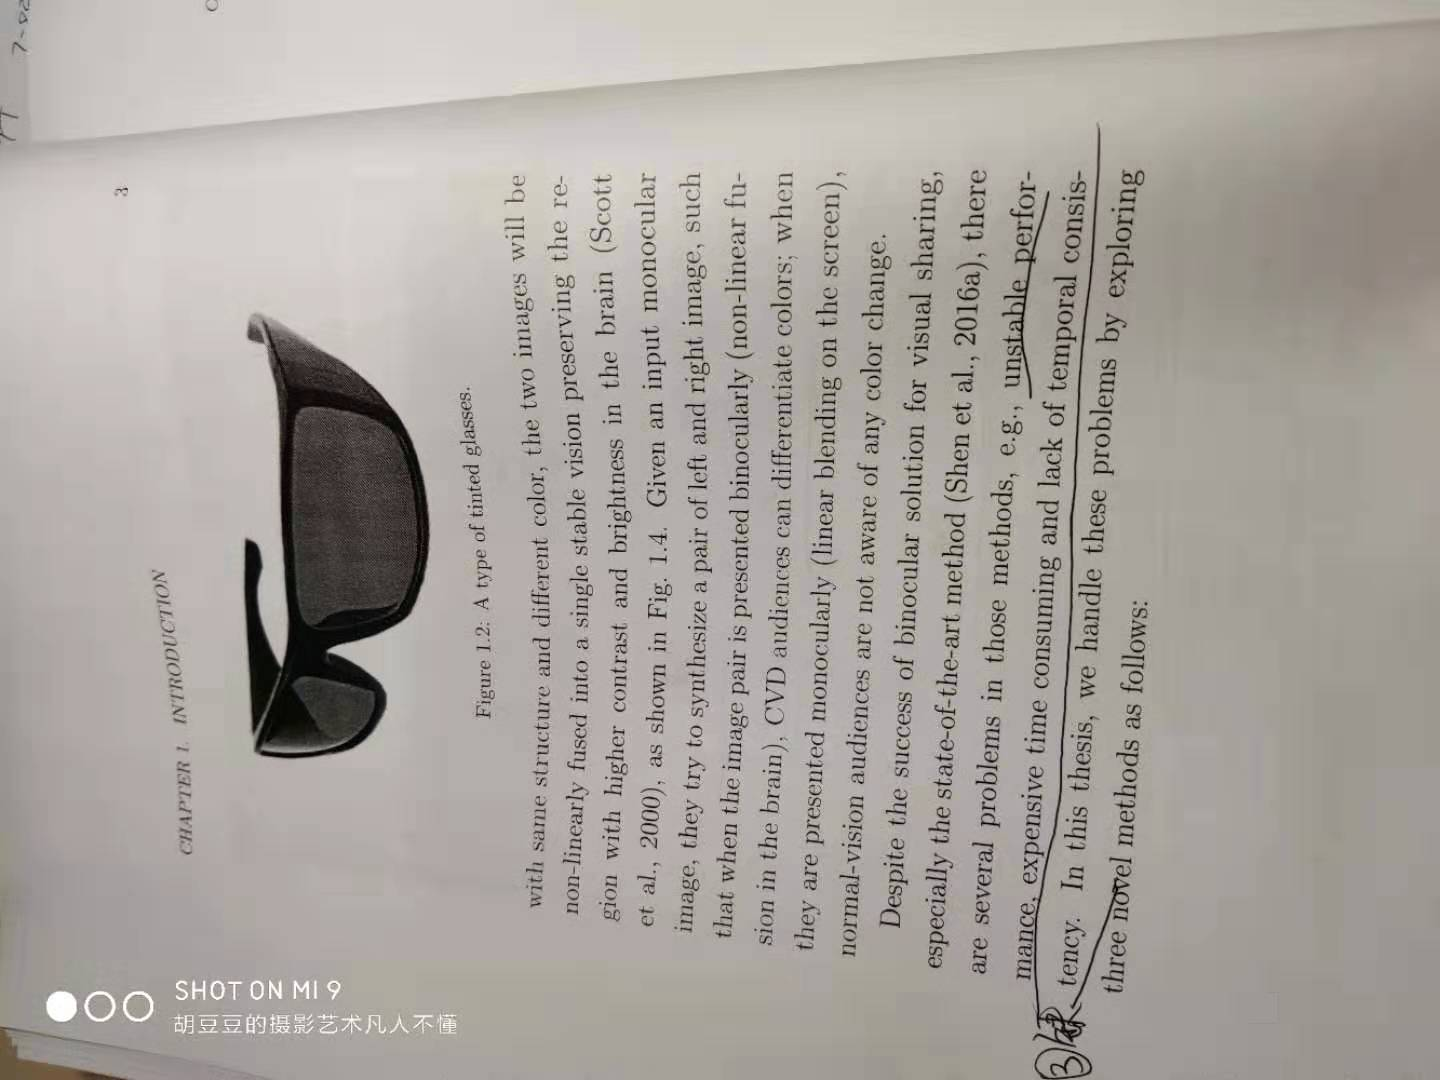 CHAPTER 1. INTRODUCTION
3
Figure 1.2: A type of tinted glasses.
with same structure and different color, the two images will be
non-linearly fused into a single stable vision preserving the re-
gion with higher contrast and brightness in the brain (Scott
et al., 2000), as shown in Fig. 1.4. Given an input monocular
image, they try to synthesize a pair of left and right image, such
that when the image pair is presented binocularly (non-linear fu-
sion in the brain), CVD audiences can differentiate colors; when
they are presented monocularly (linear blending on the screen),
normal-vision audiences are not aware of any color change.
Despite the success of binocular solution for visual sharing,
especially the state-of-the-art method (Shen et al., 2016a), there
are several problems in those methods, e.g., unstable perfor-
mance, expensive time consuming and lack of temporal consis-
tency. In this thesis, we handle these problems by exploring
three novel methods as follows:
3
SHOT ON MI 9
胡豆豆的摄影艺术凡人不懂